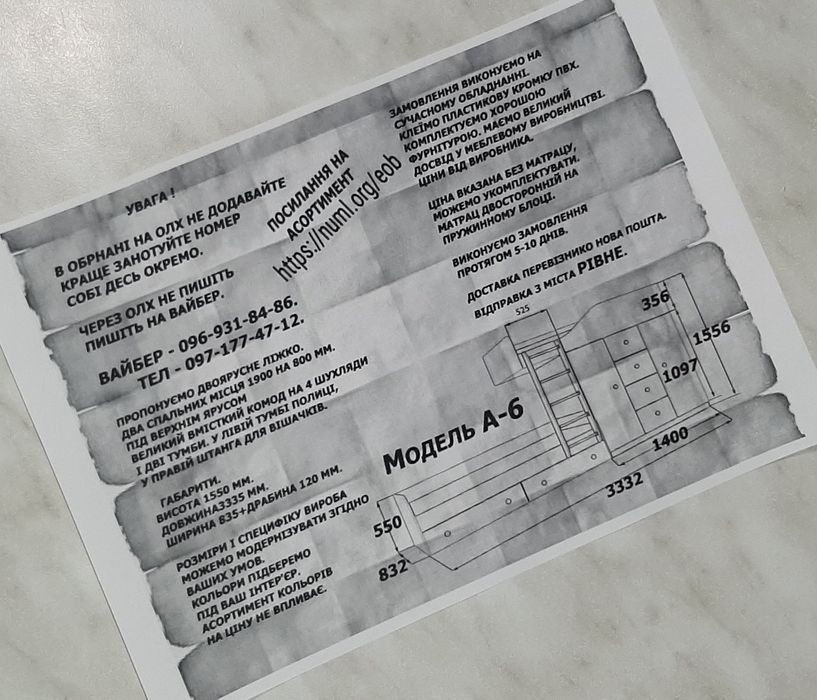 УВАГА !
В ОБРНАНІ НА ОЛХ НЕ ДОДАВАЙТЕ
КРАЩЕ ЗАНОТУЙТЕ НОМЕР
СОБІ ДЕСЬ ОКРЕМО.
ЧЕРЕЗ ОЛХ НЕ ПИШІТЬ
ПИШІТЬ НА ВАЙБЕР.
ВАЙБЕР - 096-931-84-86.
ТЕЛ - 097-177-47-12.
ПРОПОНУЄМО ДВОЯРУСНЕ ЛІЖКО.
ДВА СПАЛЬНИХ МІСЦЯ 1900 НА 800 ММ.
ПІД ВЕРХНІМ ЯРУСОМ
ВЕЛИКИЙ ВМІСТКИЙ КОМОД НА 4 ШУХЛЯДИ
І ДВІ ТУМБИ. У ЛІВІЙ ТУМБІ ПОЛИЦІ,
У ПРАВІЙ ШТАНГА ДЛЯ ВІШАЧКІВ.
ГАБАРИТИ.
ВИСОТА 1550 ММ.
ДОВЖИНА3335 ММ.
ШИРИНА 835+ДРАБИНА 120 ММ.
РОЗМІРИ І СПЕЦИФІКУ ВИРОБА
МОЖЕМО МОДЕРНІЗУВАТИ ЗГІДНО
ВАШИХ УМОВ.
КОЛЬОРИ ПІДБЕРЕМО
ПІД ВАШ ІНТЕР'ЄР.
АСОРТИМЕНТ КОЛЬОРІВ
НА ЦІНУ НЕ ВПЛИВАЄ.
ПОСИЛАННЯ НА
АСОРТИМЕНТ
https://numl.org/eob
ЗАМОВЛЕННЯ ВИКОНУЄМО НА
СУЧАСНОМУ ОБЛАДНАННІ.
КЛЕЇМО ПЛАСТИКОВУ КРОМКУ ПВХ.
КОМПЛЕКТУЄМО ХОРОШОЮ
ФУРНІТУРОЮ. МАЄМО ВЕЛИКИЙ
ДОСВІД У МЕБЛЕВОМУ ВИРОБНИЦТВІ.
ЦІНИ ВІД ВИРОБНИКА.
ЦІНА ВКАЗАНА БЕЗ МАТРАЦУ,
МОЖЕМО УКОМПЛЕКТУВАТИ.
МАТРАЦ ДВОСТОРОННІЙ НА
ПРУЖИННОМУ БЛОЦІ.
ВИКОНУЄМО ЗАМОВЛЕННЯ
ПРОТЯГОМ 5-10 ДНІВ.
ДОСТАВКА ПЕРЕВІЗНИКО НОВА ПОШТА.
ВІДПРАВКА З МІСТА РІВНЕ.
МОДЕЛЬ А-6
525
356
1556
1097
1400
3332
550
832